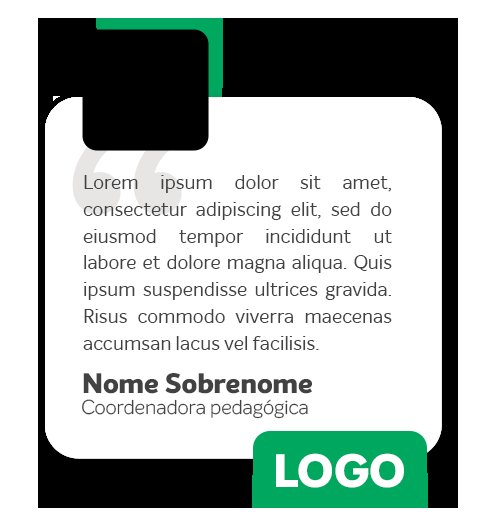 “
Lorem ipsum dolor sit amet,
consectetur adipiscing elit, sed do
eiusmod tempor incididunt ut
labore et dolore magna aliqua. Quis
ipsum suspendisse ultrices gravida.
Risus commodo viverra maecenas
accumsan lacus vel facilisis.
Nome Sobrenome
Coordenadora pedagógica
LOGO